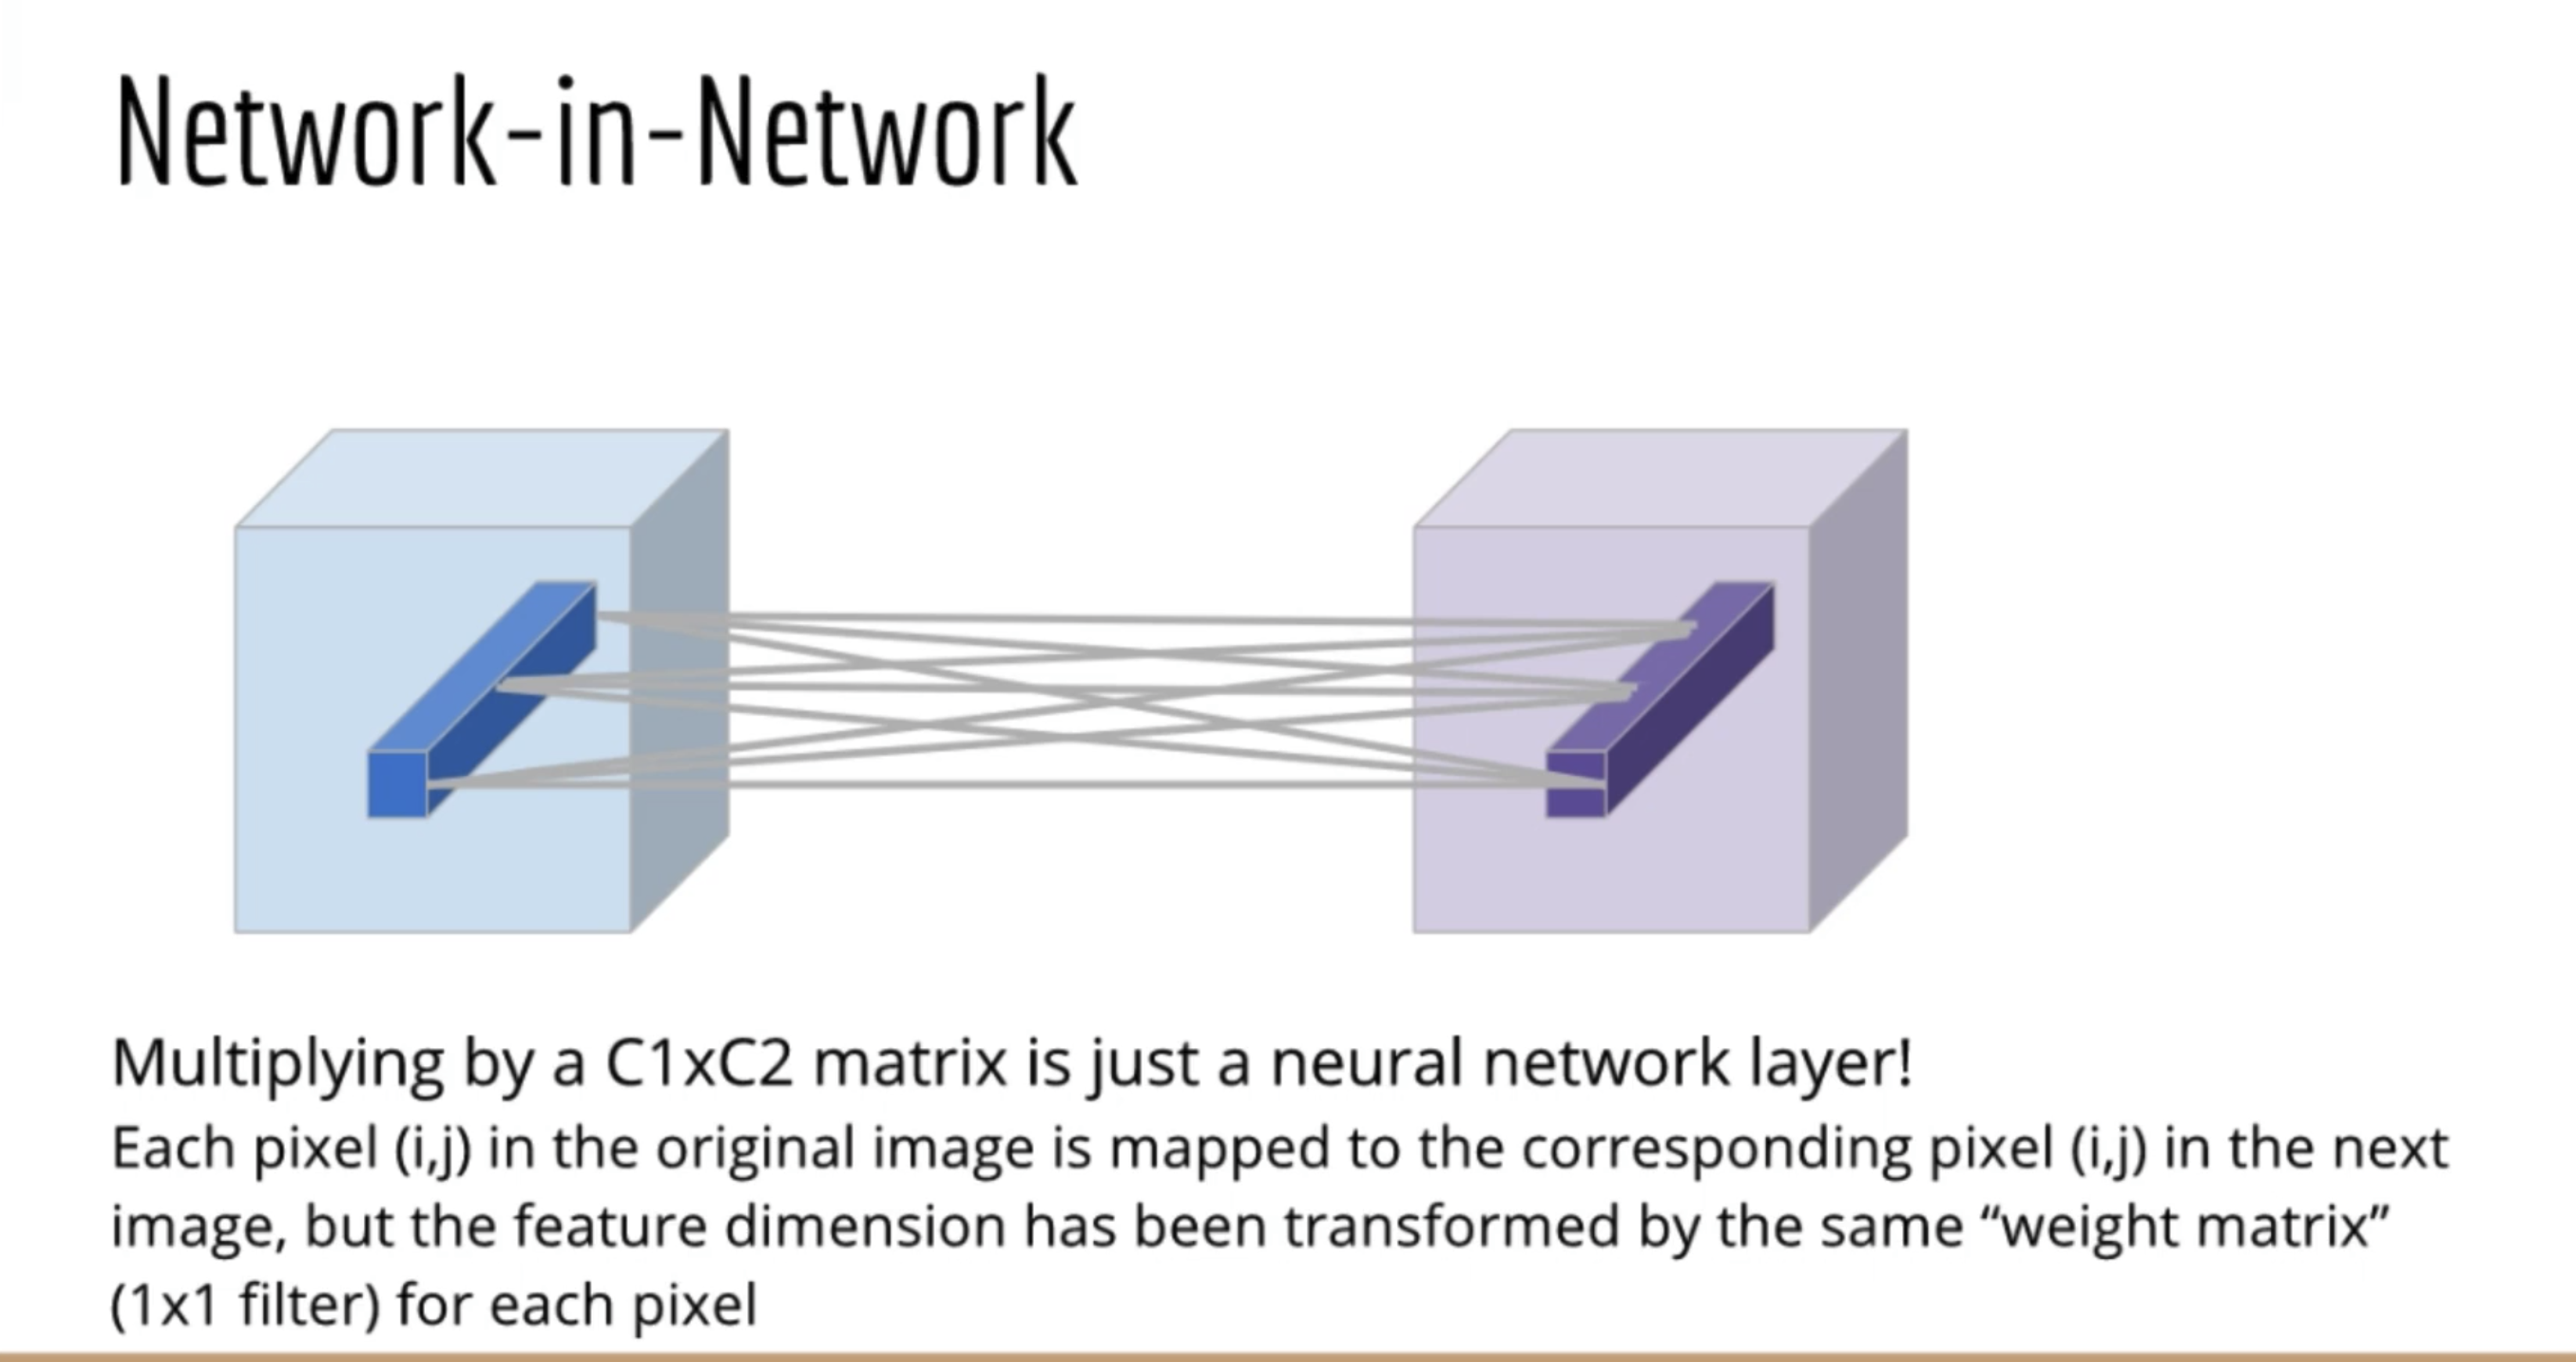 Network-in-Network
Multiplying by a C1xC2 matrix is just a neural network layer!
Each pixel (i,j) in the original image is mapped to the corresponding pixel (i,j) in the next
image, but the feature dimension has been transformed by the same “weight matrix”
(1x1 filter) for each pixel